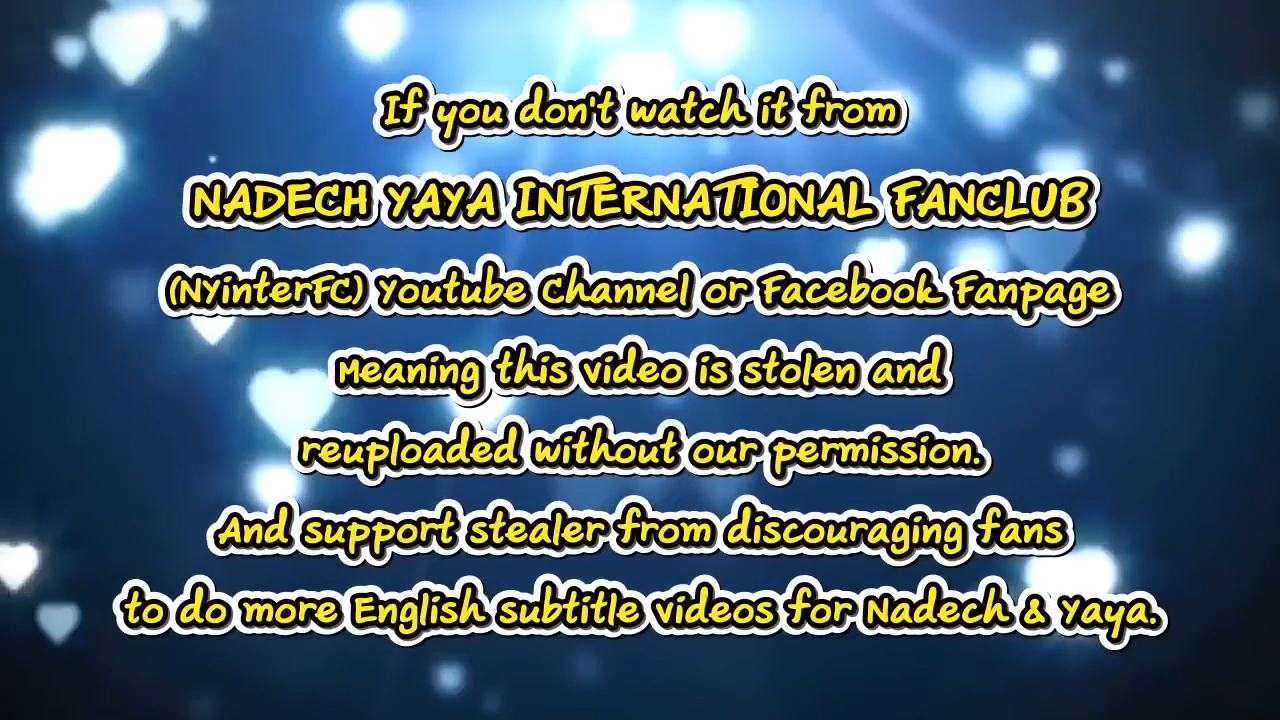 If you don't watch it from
NADECH YAYA INTERNATIONAL FANCLUB
(NYinterFC) Youtube Channel or Facebook Fanpage
Meaning this video is stolen and
reuploaded without our permission.
And support stealer from discouraging fans
to do more English subtitle videos for Nadech & Yaya.